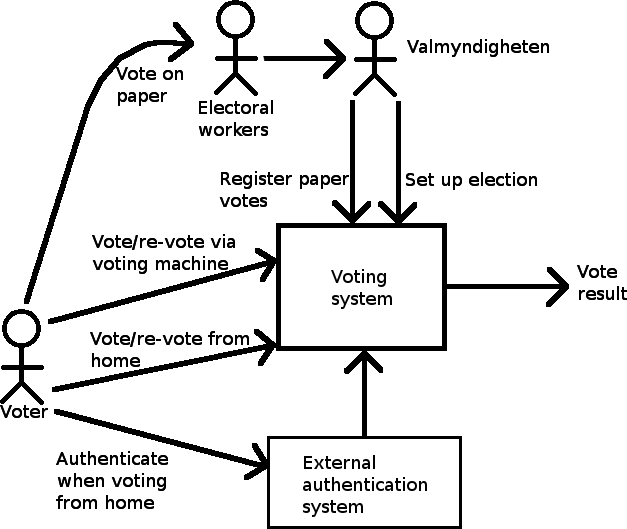 Valmyndigheten
Vote on
paper
Electoral
workers
Register paper
votes
Set up election
Vote/re-vote via
voting machine
Voting
system
Vote
result
Vote/re-vote from
home
Voter
Authenticate
when voting
from home
External
authentication
system